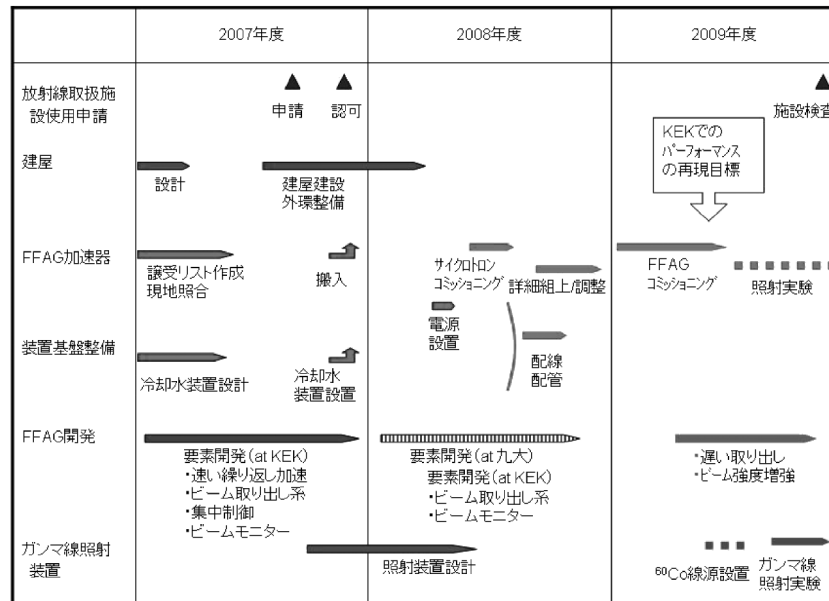 2007年度
2008年度
2009年度
放射線取扱施
設使用申請
申請
認可
施設検査
KEKでの
パーフォーマンス
の再現目標
建屋
設計
建屋建設
外環整備
FFAG加速器
譲受リスト作成
現地照合
搬入
サイクロトロン
コミッショニング
詳細組上/調整
FFAG
コミッショニング
照射実験
装置基盤整備
冷却水装置設計
冷却水
装置設置
電源
設置
配線
配管
FFAG開発
要素開発(at KEK)
・速い繰り返し加速
・ビーム取り出し系
・集中制御
・ビームモニター
要素開発(at 九大)
要素開発(at KEK)
・ビーム取り出し系
・ビームモニター
・遅い取り出し
・ビーム強度増強
ガンマ線照射
装置
照射装置設計
⁶⁰Co線源設置
ガンマ線
照射実験